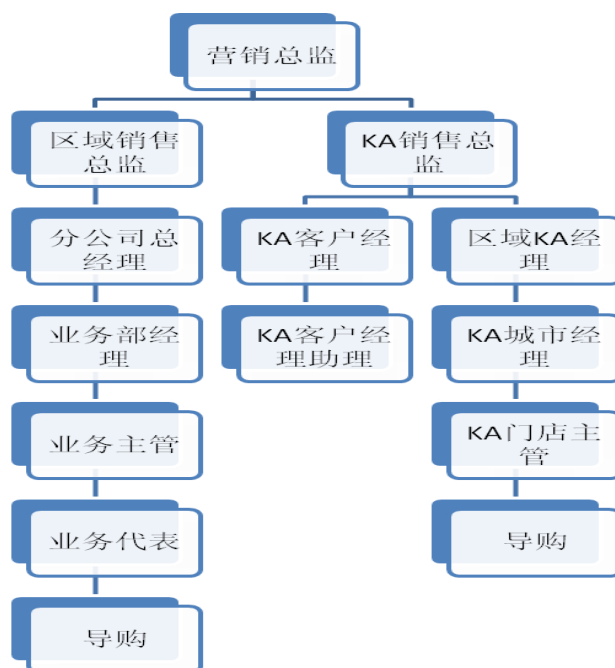 营销总监
区域销售
总监
KA销售总
监
分公司总
经理
KA客户经
理
区域KA经
理
业务部经
理
KA客户经
理助理
KA城市经
理
业务主管
KA门店主
管
业务代表
导购
导购